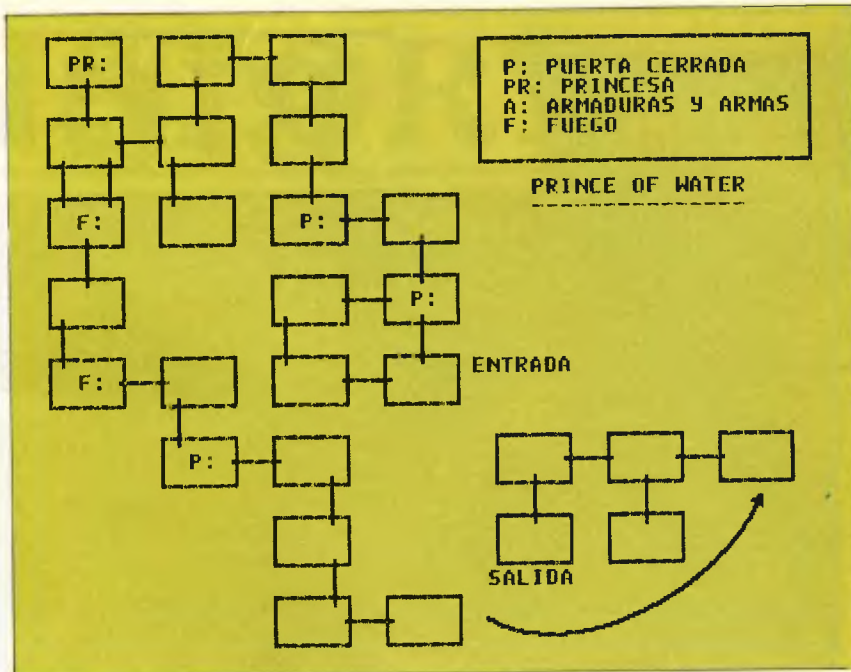 PR:
P: PUERTA CERRADA
PR: PRINCESA
A: ARMADURAS Y ARMAS
F: FUEGO
PRINCE OF WATER
F:
P:
P:
ENTRADA
F:
P:
SALIDA